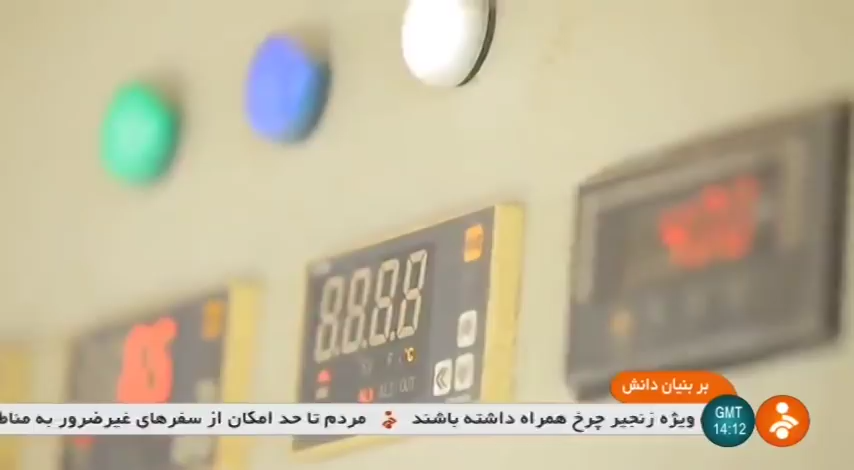 8.8.8.8
°C
OUT
بر بنیان دانش
ویژه زنجیر چرخ همراه داشته باشند مردم تا حد امکان از سفرهای غیرضرور به مناط
GMT
14:12